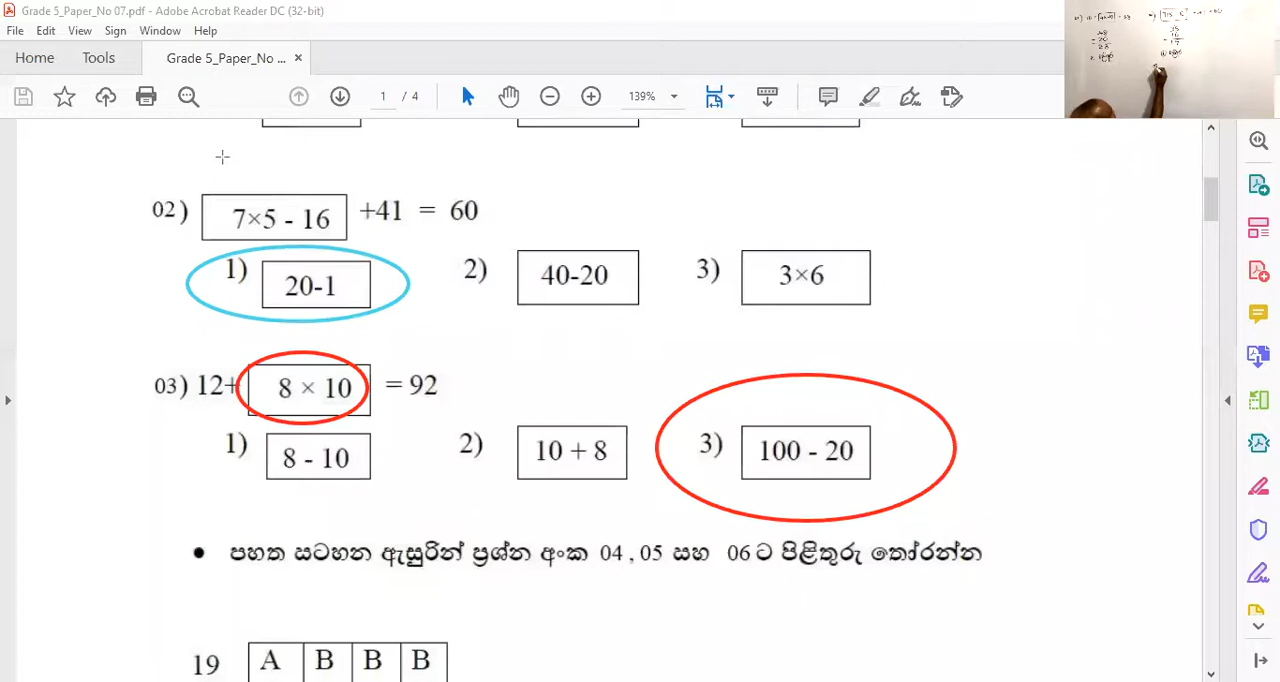 Grade 5_Paper_No 07.pdf - Adobe Acrobat Reader DC (32-bit)
File Edit View Sign Window Help
Home Tools Grade 5_Paper_No ... ×
1 / 4 139%
02) 7×5 - 16 +41 = 60
1) 20-1 2) 40-20 3) 3×6
03) 12+ 8 × 10 = 92
1) 8 - 10 2) 10 + 8 3) 100 - 20
• පහත සටහන ඇසුරින් ප්‍රශ්න අංක 04 , 05 සහ 06 ට පිළිතුරු තෝරන්න
19 A B B B